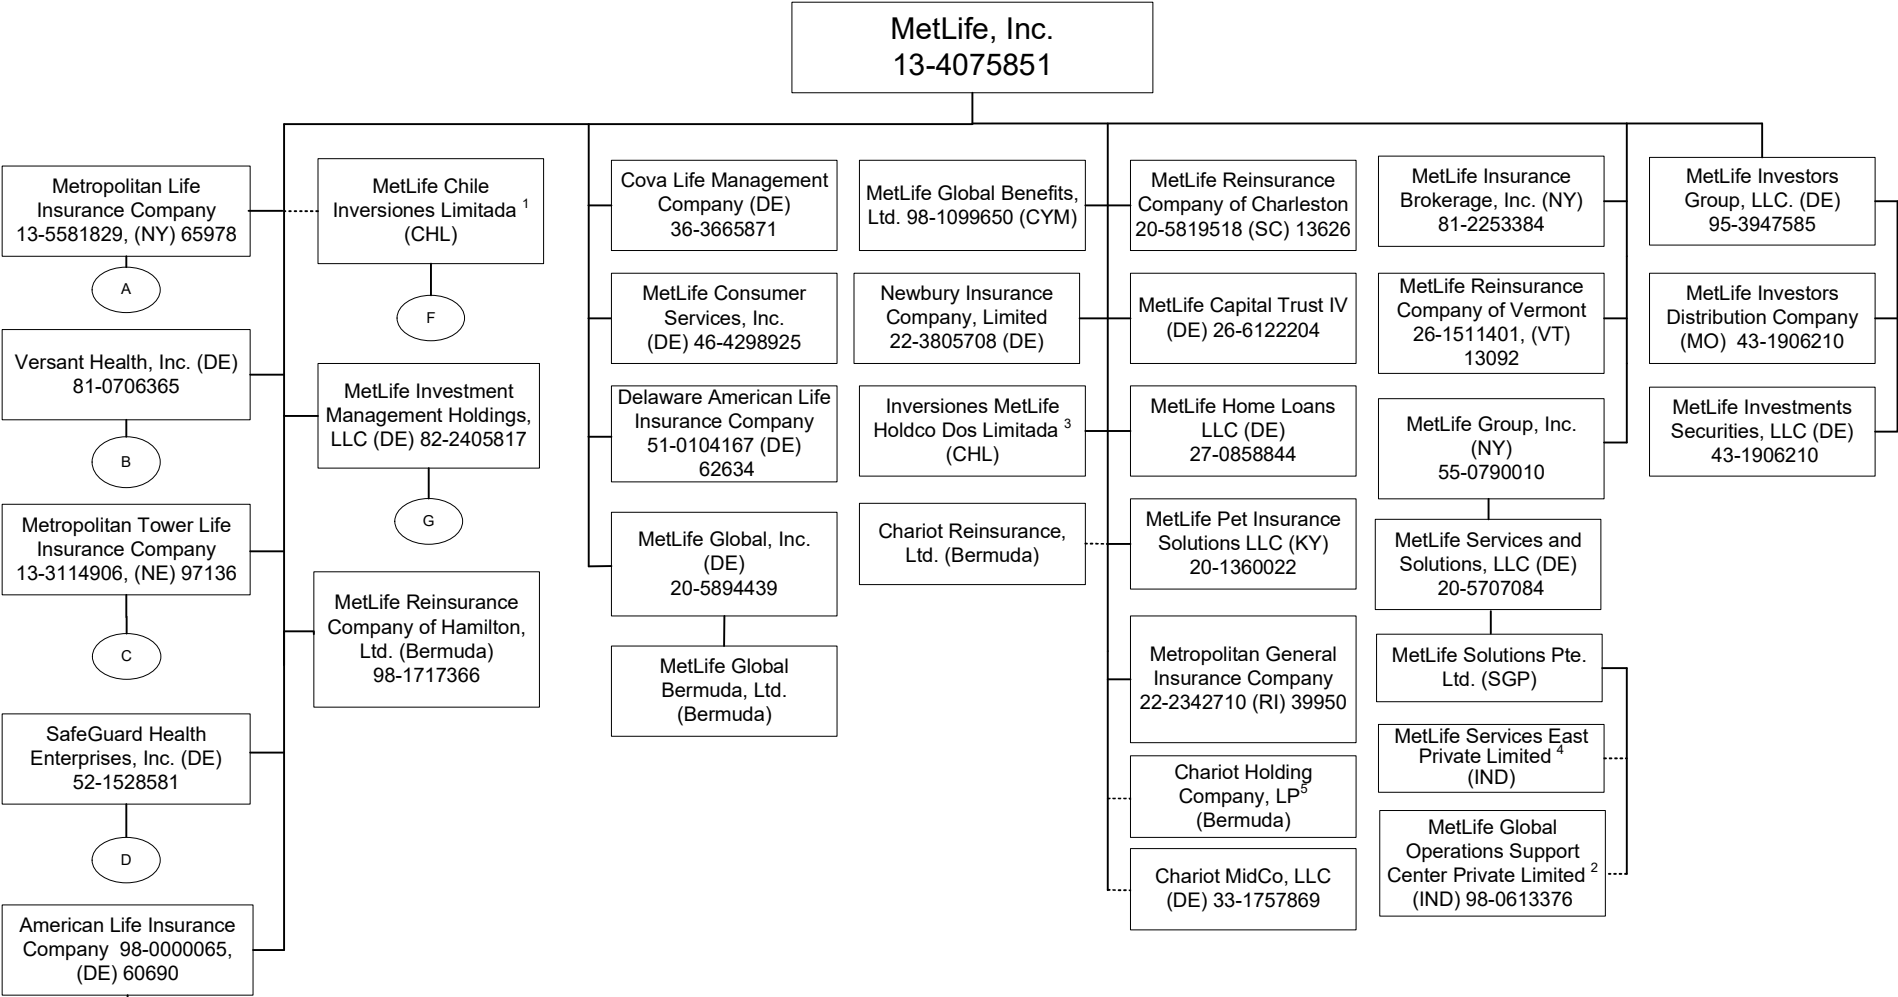 MetLife, Inc.
13-4075851
Metropolitan Life
Insurance Company
13-5581829, (NY) 65978
A
Versant Health, Inc. (DE)
81-0706365
B
Metropolitan Tower Life
Insurance Company
13-3114906, (NE) 97136
C
SafeGuard Health
Enterprises, Inc. (DE)
52-1528581
D
American Life Insurance
Company 98-0000065,
(DE) 60690
MetLife Chile
Inversiones Limitada 1
(CHL)
F
MetLife Investment
Management Holdings,
LLC (DE) 82-2405817
G
MetLife Reinsurance
Company of Hamilton,
Ltd. (Bermuda)
98-1717366
Cova Life Management
Company (DE)
36-3665871
MetLife Consumer
Services, Inc.
(DE) 46-4298925
Delaware American Life
Insurance Company
51-0104167 (DE)
62634
MetLife Global, Inc.
(DE)
20-5894439
MetLife Global
Bermuda, Ltd.
(Bermuda)
MetLife Global Benefits,
Ltd. 98-1099650 (CYM)
Newbury Insurance
Company, Limited
22-3805708 (DE)
Inversiones MetLife
Holdco Dos Limitada 3
(CHL)
Chariot Reinsurance,
Ltd. (Bermuda)
MetLife Reinsurance
Company of Charleston
20-5819518 (SC) 13626
MetLife Capital Trust IV
(DE) 26-6122204
MetLife Home Loans
LLC (DE)
27-0858844
MetLife Pet Insurance
Solutions LLC (KY)
20-1360022
Metropolitan General
Insurance Company
22-2342710 (RI) 39950
Chariot Holding
Company, LP5
(Bermuda)
Chariot MidCo, LLC
(DE) 33-1757869
MetLife Insurance
Brokerage, Inc. (NY)
81-2253384
MetLife Reinsurance
Company of Vermont
26-1511401, (VT)
13092
MetLife Group, Inc.
(NY)
55-0790010
MetLife Services and
Solutions, LLC (DE)
20-5707084
MetLife Solutions Pte.
Ltd. (SGP)
MetLife Services East
Private Limited 4
(IND)
MetLife Global
Operations Support
Center Private Limited 2
(IND) 98-0613376
MetLife Investors
Group, LLC. (DE)
95-3947585
MetLife Investors
Distribution Company
(MO) 43-1906210
MetLife Investments
Securities, LLC (DE)
43-1906210